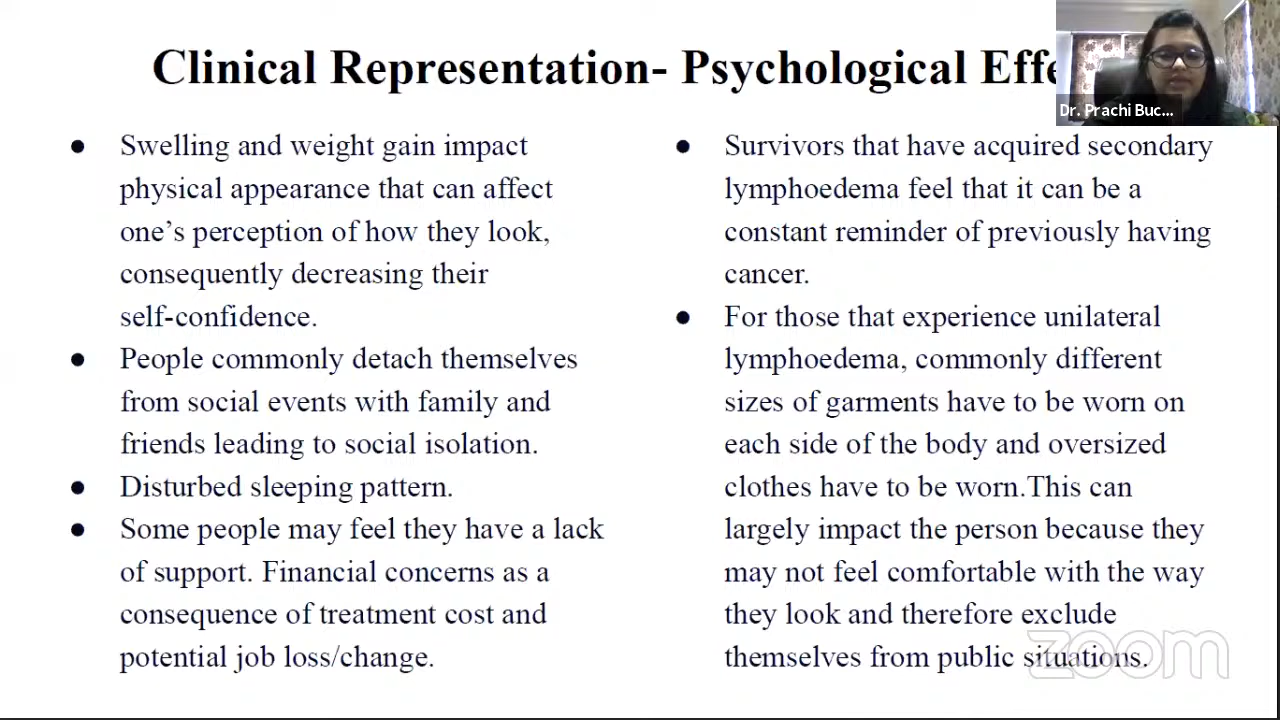 Clinical Representation- Psychological Effe
Dr. Prachi Buc...
● Swelling and weight gain impact
physical appearance that can affect
one’s perception of how they look,
consequently decreasing their
self-confidence.
● People commonly detach themselves
from social events with family and
friends leading to social isolation.
● Disturbed sleeping pattern.
● Some people may feel they have a lack
of support. Financial concerns as a
consequence of treatment cost and
potential job loss/change.
● Survivors that have acquired secondary
lymphoedema feel that it can be a
constant reminder of previously having
cancer.
● For those that experience unilateral
lymphoedema, commonly different
sizes of garments have to be worn on
each side of the body and oversized
clothes have to be worn.This can
largely impact the person because they
may not feel comfortable with the way
they look and therefore exclude
themselves from public situations.
zoom